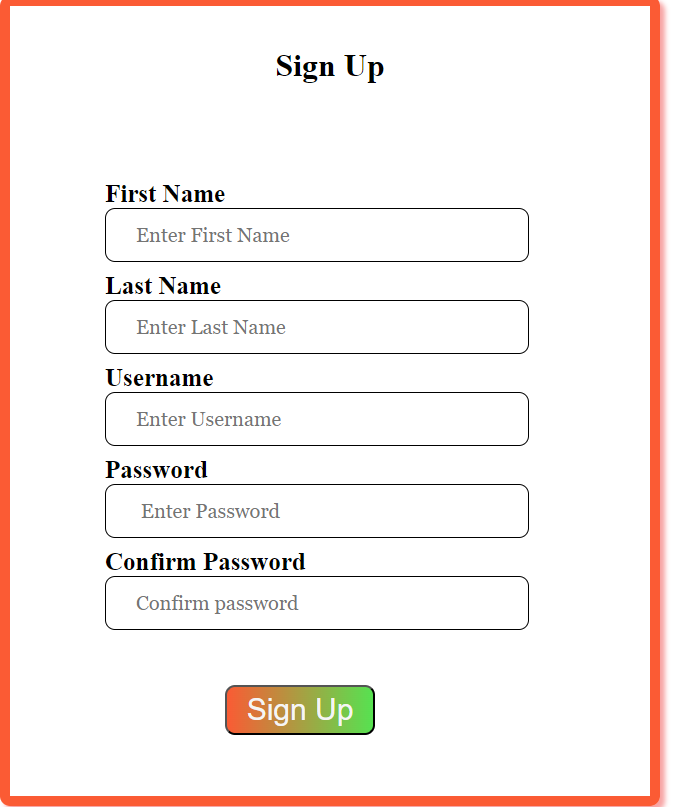 Sign Up
First Name
Enter First Name
Last Name
Enter Last Name
Username
Enter Username
Password
Enter Password
Confirm Password
Confirm password
Sign Up